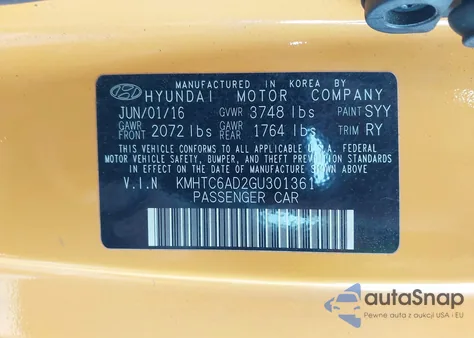 MANUFACTURED IN KOREA BY
HYUNDAI MOTOR COMPANY
JUN/01/16 GVWR 3748 lbs PAINT SYY
GAWR FRONT 2072 lbs GAWR REAR 1764 lbs TRIM RY
THIS VEHICLE CONFORMS TO ALL APPLICABLE U.S.A. FEDERAL
MOTOR VEHICLE SAFETY, BUMPER, AND THEFT PREVENTION STANDARDS
IN EFFECT ON THE DATE OF MANUFACTURE SHOWN ABOVE.
V.I.N KMHTC6AD2GU301361
PASSENGER CAR
autoSnap
Pewne auta z USA i EU